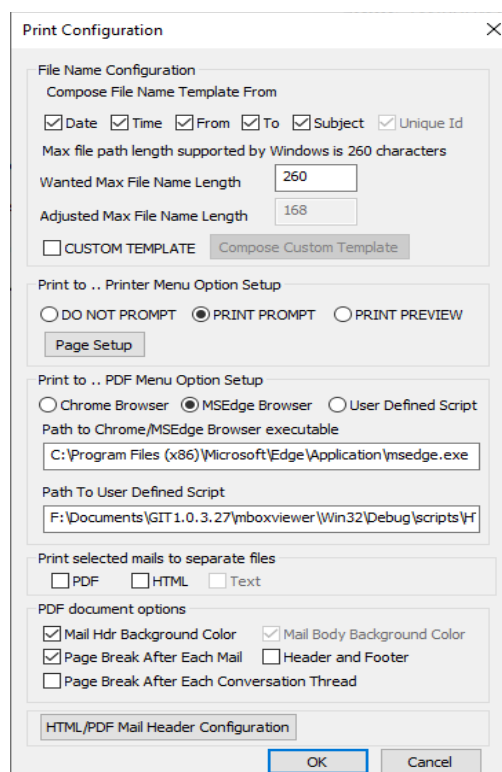 Print Configuration
File Name Configuration
Compose File Name Template From
Date Time From To Subject Unique Id
Max file path length supported by Windows is 260 characters
Wanted Max File Name Length 260
Adjusted Max File Name Length 168
CUSTOM TEMPLATE Compose Custom Template
Print to .. Printer Menu Option Setup
DO NOT PROMPT PRINT PROMPT PRINT PREVIEW
Page Setup
Print to .. PDF Menu Option Setup
Chrome Browser MSEdge Browser User Defined Script
Path to Chrome/MSEdge Browser executable
C:\Program Files (x86)\Microsoft\Edge\Application\msedge.exe
Path To User Defined Script
F:\Documents\GIT1.0.3.27\mboxviewer\Win32\Debug\scripts\H
Print selected mails to separate files
PDF HTML Text
PDF document options
Mail Hdr Background Color Mail Body Background Color
Page Break After Each Mail Header and Footer
Page Break After Each Conversation Thread
HTML/PDF Mail Header Configuration
OK Cancel